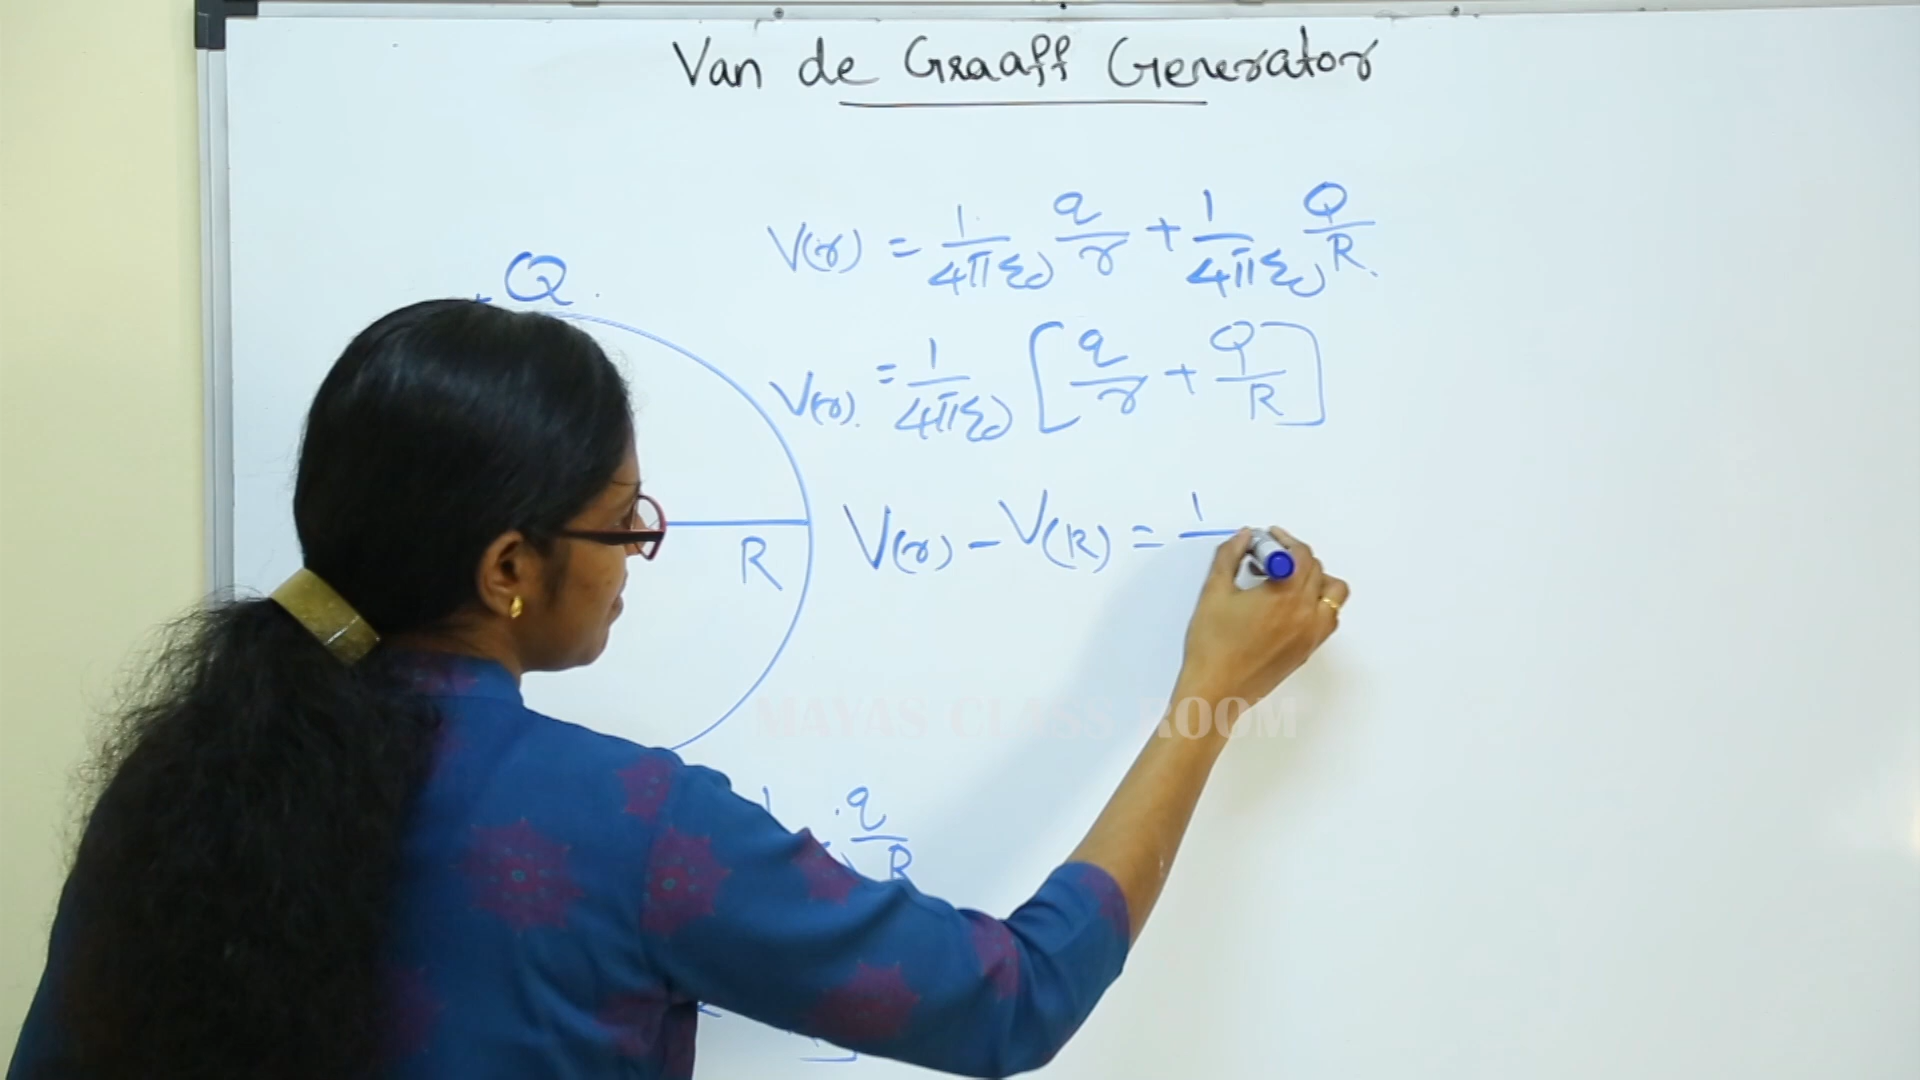 Van de Graaff Generator
V(r) = 1/4πε₀ q/r + 1/4πε₀ Q/R
V(r) = 1/4πε₀ [q/r + Q/R]
V(r) - V(R) = 1
Q
R
q/R
MAYAS CLASS ROOM